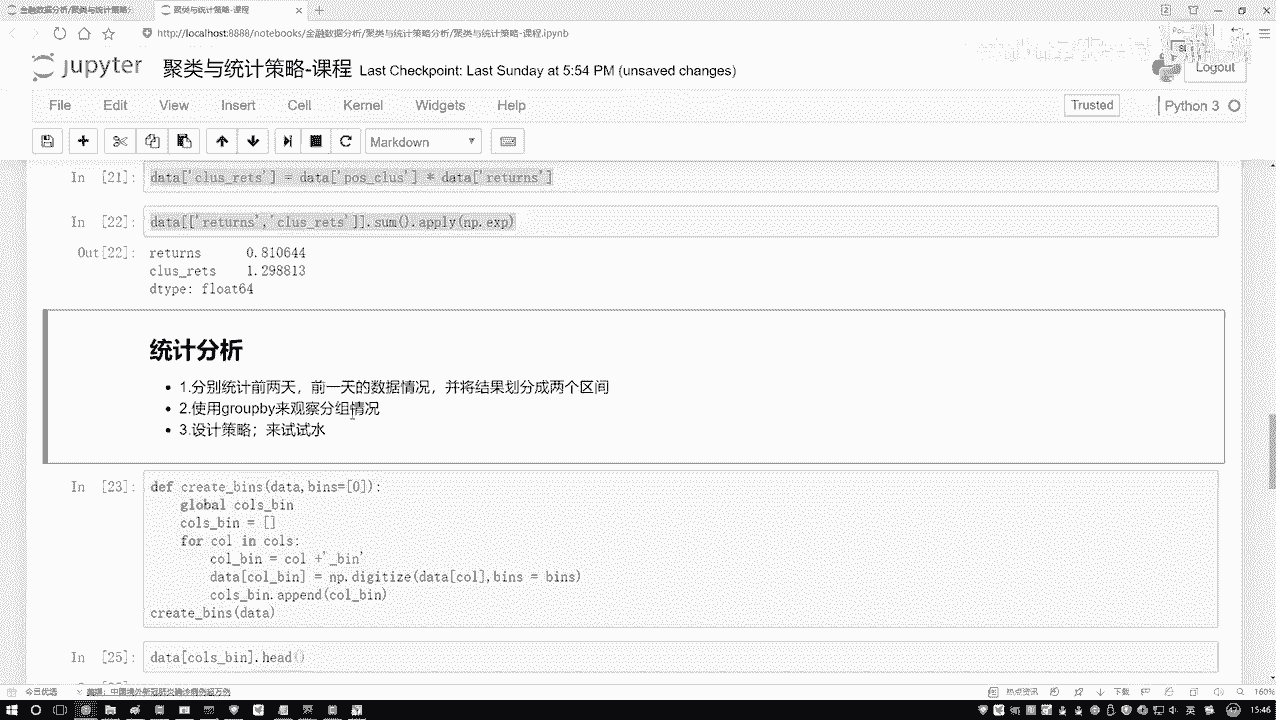 金融数据分析/聚类与统计策略分
聚类与统计策略-课程
http://localhost:8888/notebooks/金融数据分析/聚类与统计策略分析/聚类与统计策略-课程.ipynb
jupyter 聚类与统计策略-课程 Last Checkpoint: Last Sunday at 5:54 PM (unsaved changes)
Logout
File Edit View Insert Cell Kernel Widgets Help
Trusted
Python 3
Markdown
In [21]: data['clus_rets'] = data['pos_clus'] * data['returns']
In [22]: data[['returns','clus_rets']].sum().apply(np.exp)
Out[22]: returns 0.810644
clus_rets 1.298813
dtype: float64
统计分析
1.分别统计前两天，前一天的数据情况，并将结果划分成两个区间
2.使用groupby来观察分组情况
3.设计策略；来试试水
In [23]: def create_bins(data,bins=[0]):
global cols_bin
cols_bin = []
for col in cols:
col_bin = col +'_bin'
data[col_bin] = np.digitize(data[col],bins = bins)
cols_bin.append(col_bin)
create_bins(data)
In [25]: data[cols_bin].head()
今日优选
热点资讯
下载
160%
英
15:46